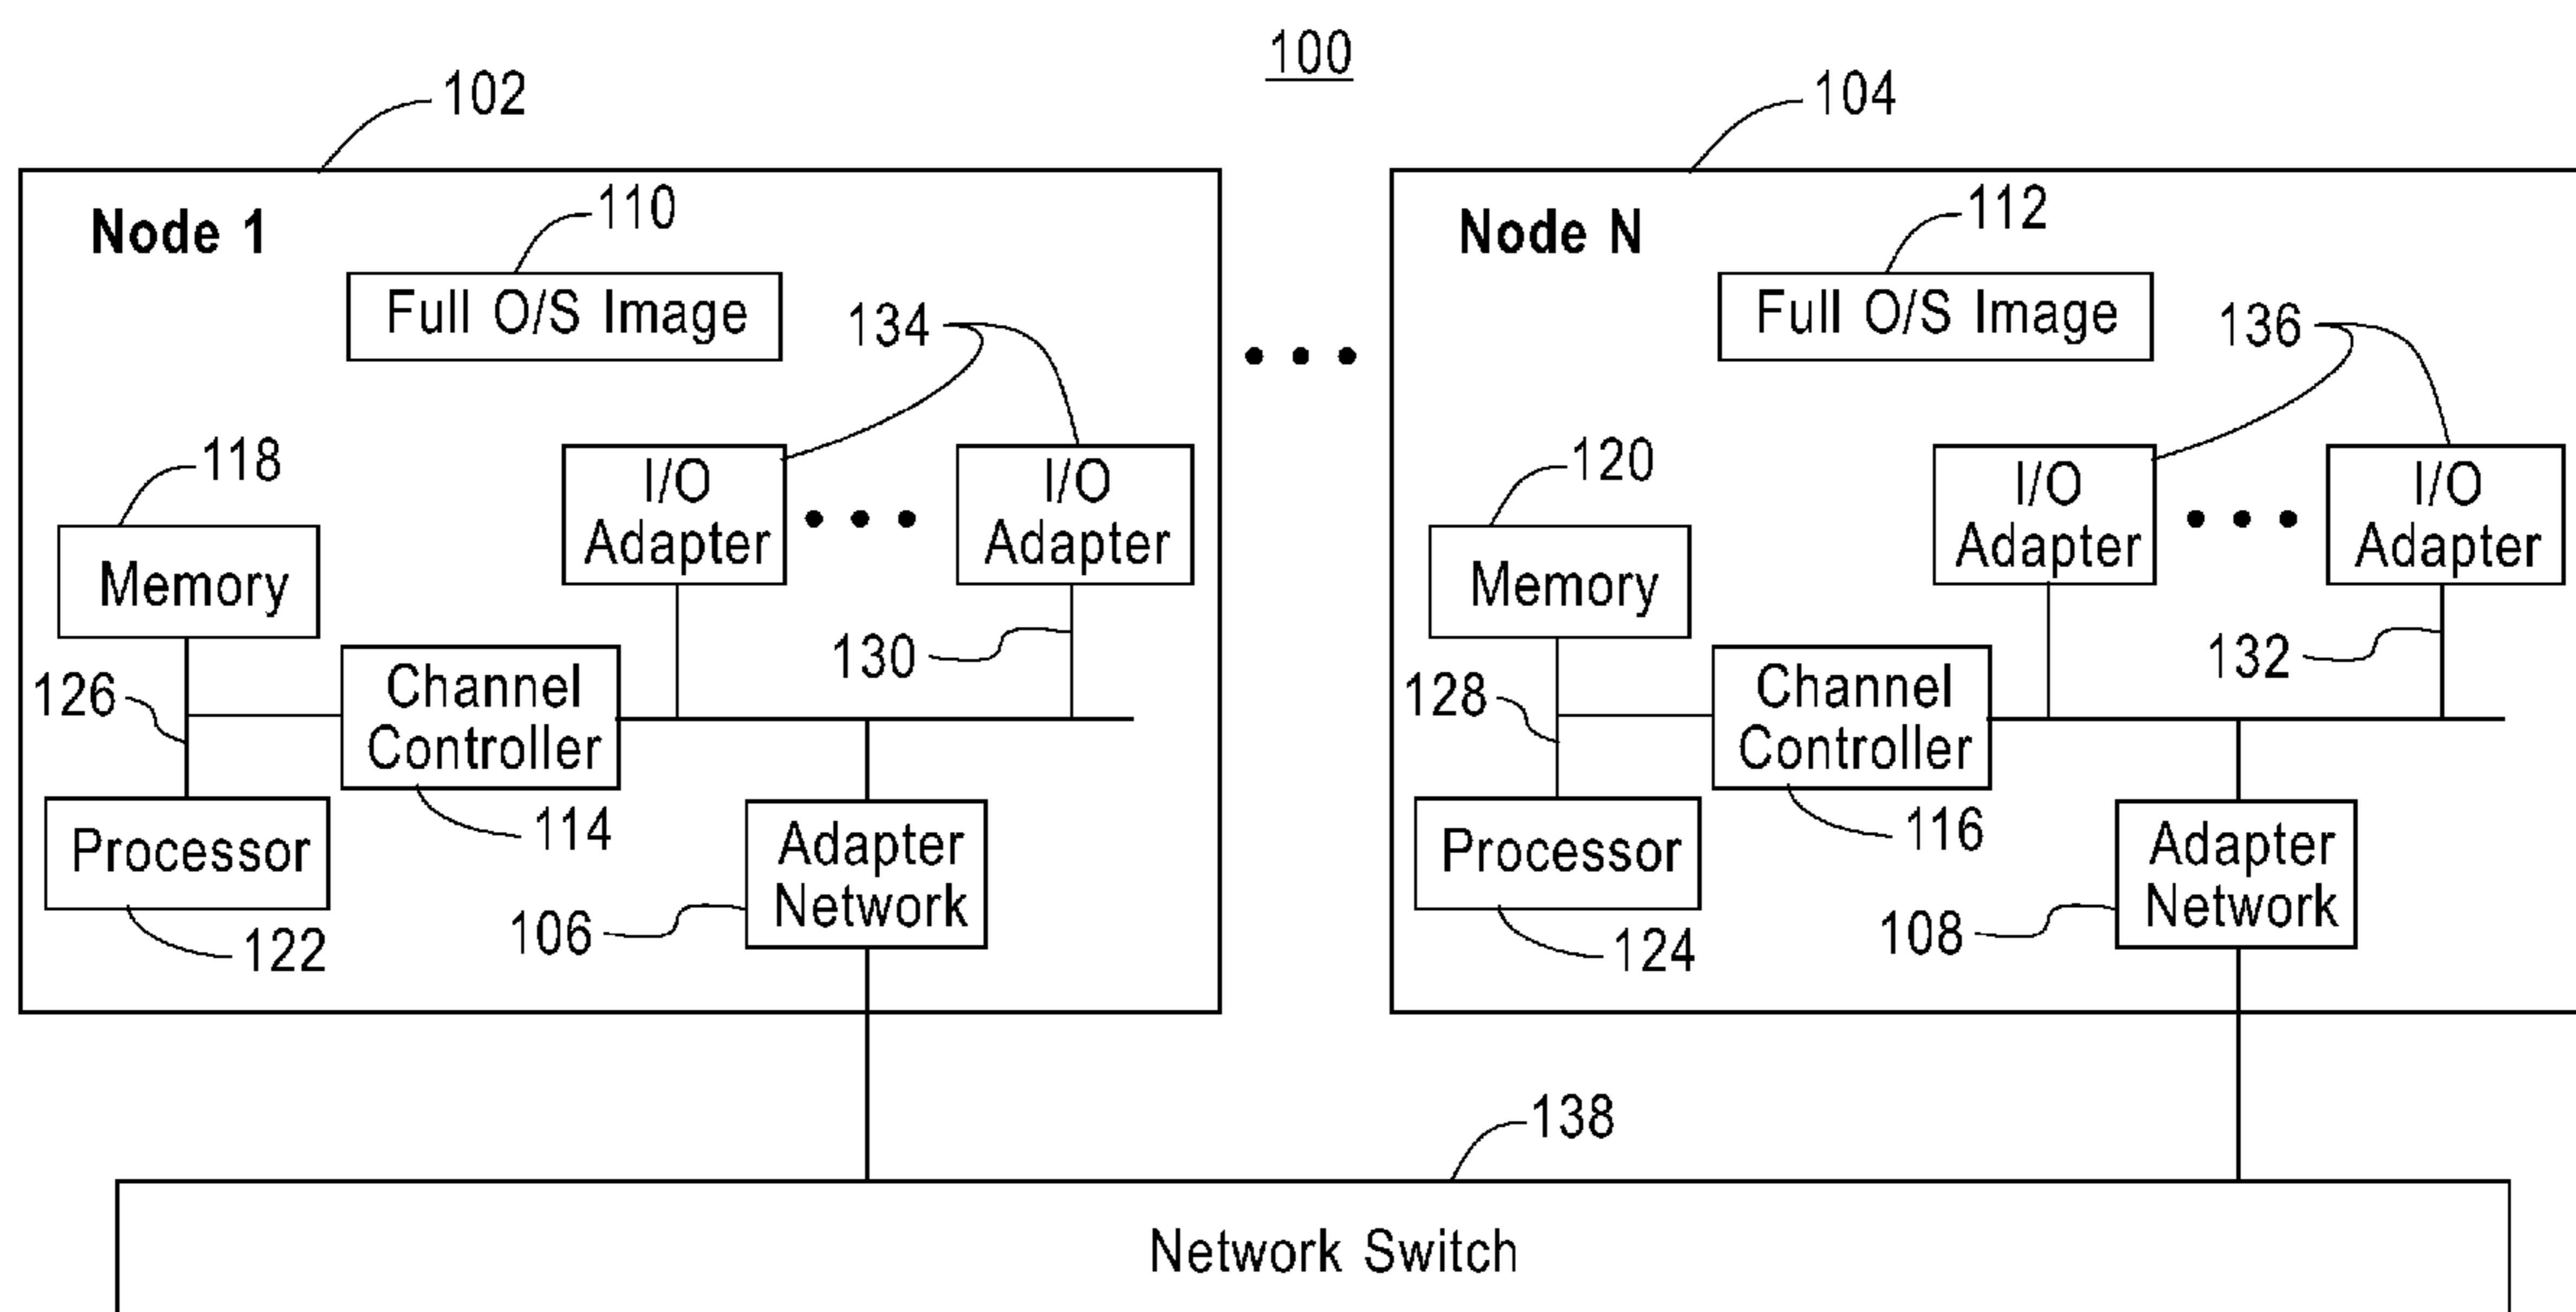 100
102
104
Node 1
110
Full O/S Image
134
118
Memory
I/O
Adapter
I/O
Adapter
130
126
Channel
Controller
114
Processor
122
Adapter
Network
106
Node N
112
Full O/S Image
136
120
Memory
I/O
Adapter
I/O
Adapter
132
128
Channel
Controller
116
Processor
124
Adapter
Network
108
138
Network Switch